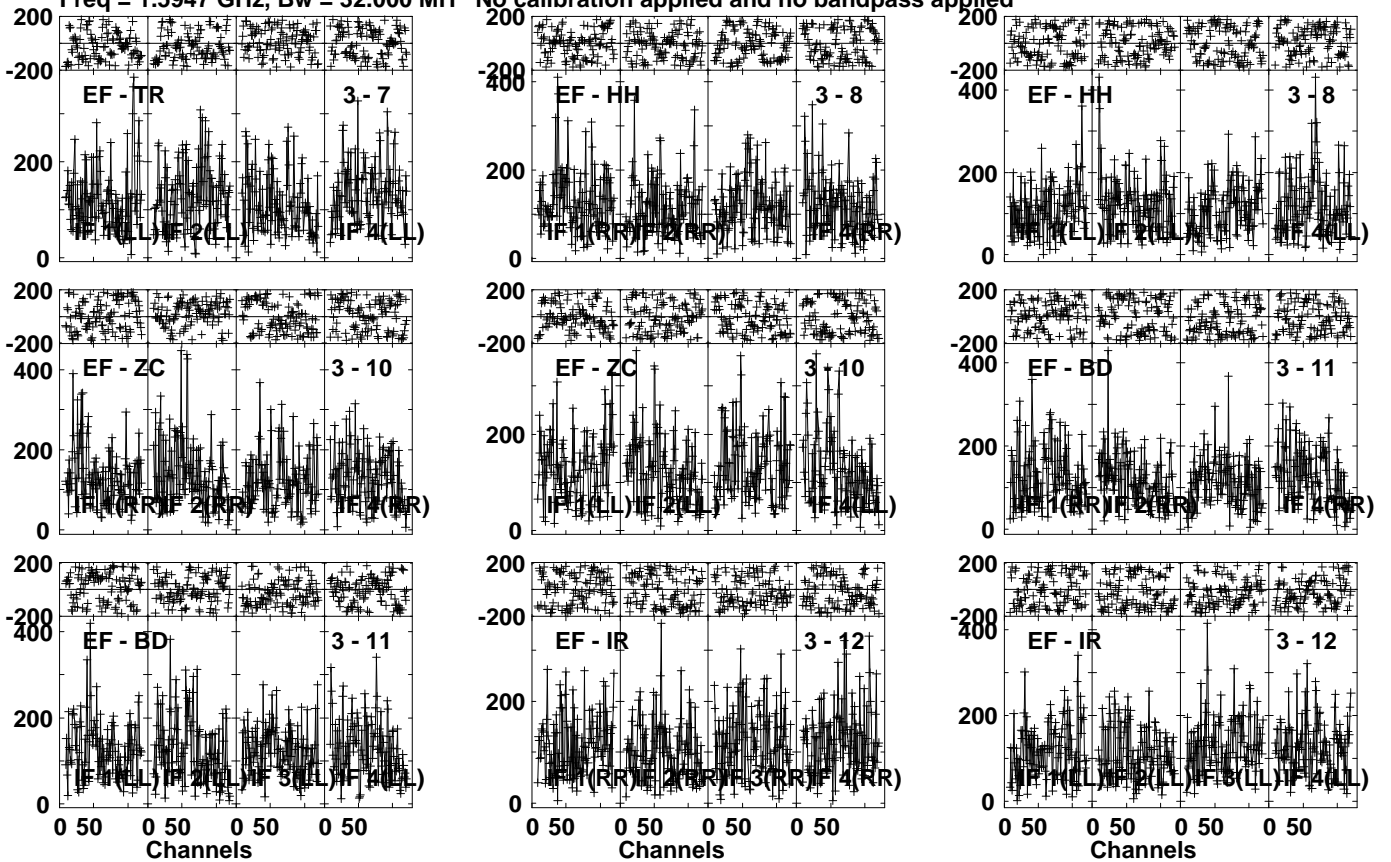 Freq = 1.5947 GHz, Bw = 32.000 MH No calibration applied and no bandpass applied
200 200 200
-200 -200 -200
EF - TR 3 - 7 400 EF - HH 3 - 8 400 EF - HH 3 - 8
200 200 200
IF 1(LL) IF 2(LL) IF 4(LL) IF 1(RR) IF 2(RR) IF 4(RR) IF 1(LL) IF 2(LL) IF 4(LL)
0 0 0
200 200 200
-200 -200 -200
400 EF - ZC 3 - 10 EF - ZC 3 - 10 400 EF - BD 3 - 11
200 200 200
IF 1(RR) IF 2(RR) IF 4(RR) IF 1(LL) IF 2(LL) IF 4(LL) IF 1(RR) IF 2(RR) IF 4(RR)
0 0 0
200 200 200
-200 -200 -200
400 EF - BD 3 - 11 EF - IR 3 - 12 400 EF - IR 3 - 12
200 200 200
IF 1(LL) IF 2(LL) IF 3(LL) IF 4(LL) IF 1(RR) IF 2(RR) IF 3(RR) IF 4(RR) IF 1(LL) IF 2(LL) IF 3(LL) IF 4(LL)
0 0 0
0 50 0 50 0 50 0 50 0 50 0 50 0 50 0 50 0 50 0 50 0 50 0 50
Channels Channels Channels